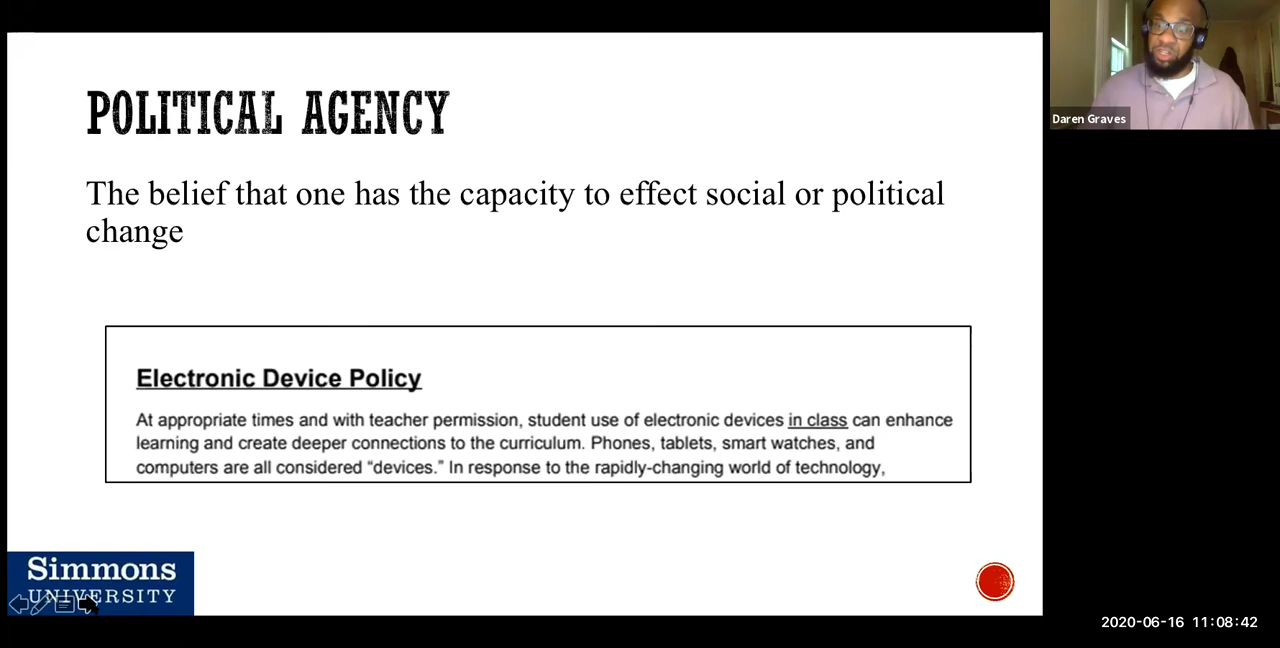 POLITICAL AGENCY
The belief that one has the capacity to effect social or political
change
Electronic Device Policy
At appropriate times and with teacher permission, student use of electronic devices in class can enhance
learning and create deeper connections to the curriculum. Phones, tablets, smart watches, and
computers are all considered “devices.” In response to the rapidly-changing world of technology,
Simmons
UNIVERSITY
Daren Graves
2020-06-16 11:08:42